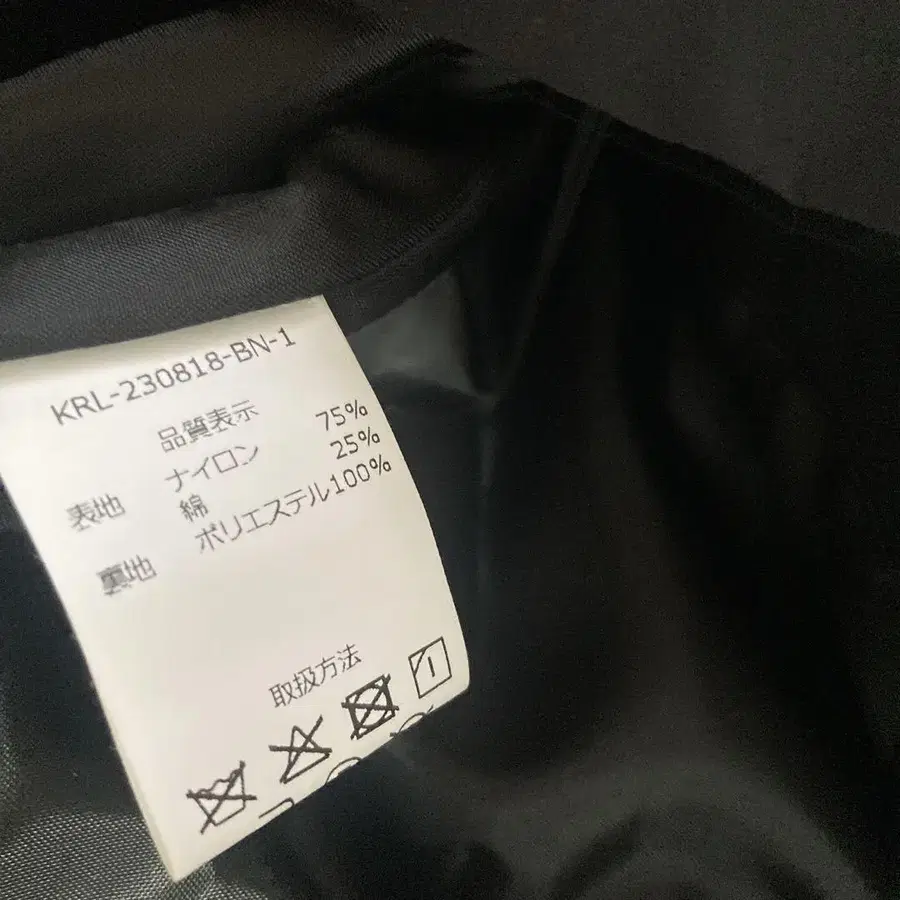 KRL-230818-BN-1
品質表示
表地 ナイロン 75%
綿 25%
裏地 ポリエステル100%
取扱方法